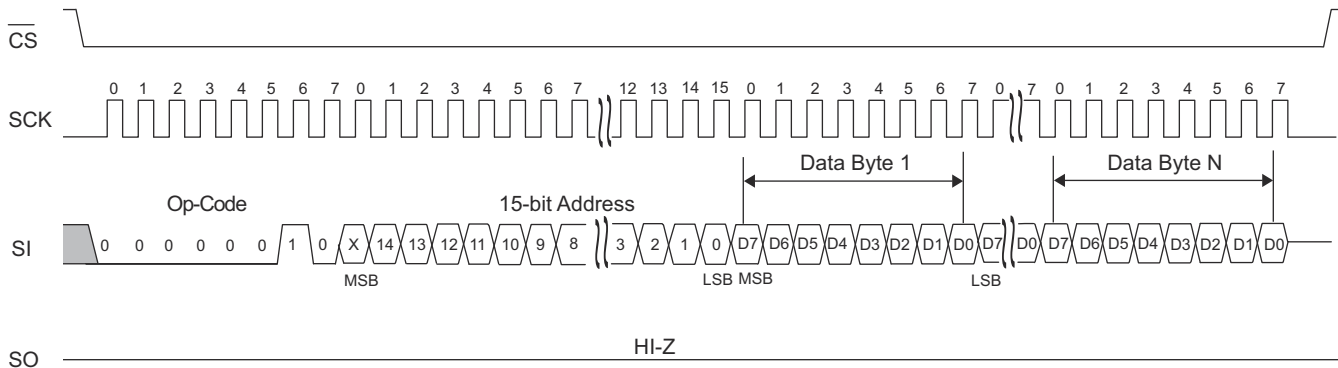 CS
0 1 2 3 4 5 6 7 0 1 2 3 4 5 6 7 12 13 14 15 0 1 2 3 4 5 6 7 0 7 0 1 2 3 4 5 6 7
SCK
Data Byte 1 Data Byte N
Op-Code 15-bit Address
SI 0 0 0 0 0 0 1 0 X 14 13 12 11 10 9 8 3 2 1 0 D7 D6 D5 D4 D3 D2 D1 D0 D7 D0 D7 D6 D5 D4 D3 D2 D1 D0
MSB LSB MSB LSB
HI-Z
SO